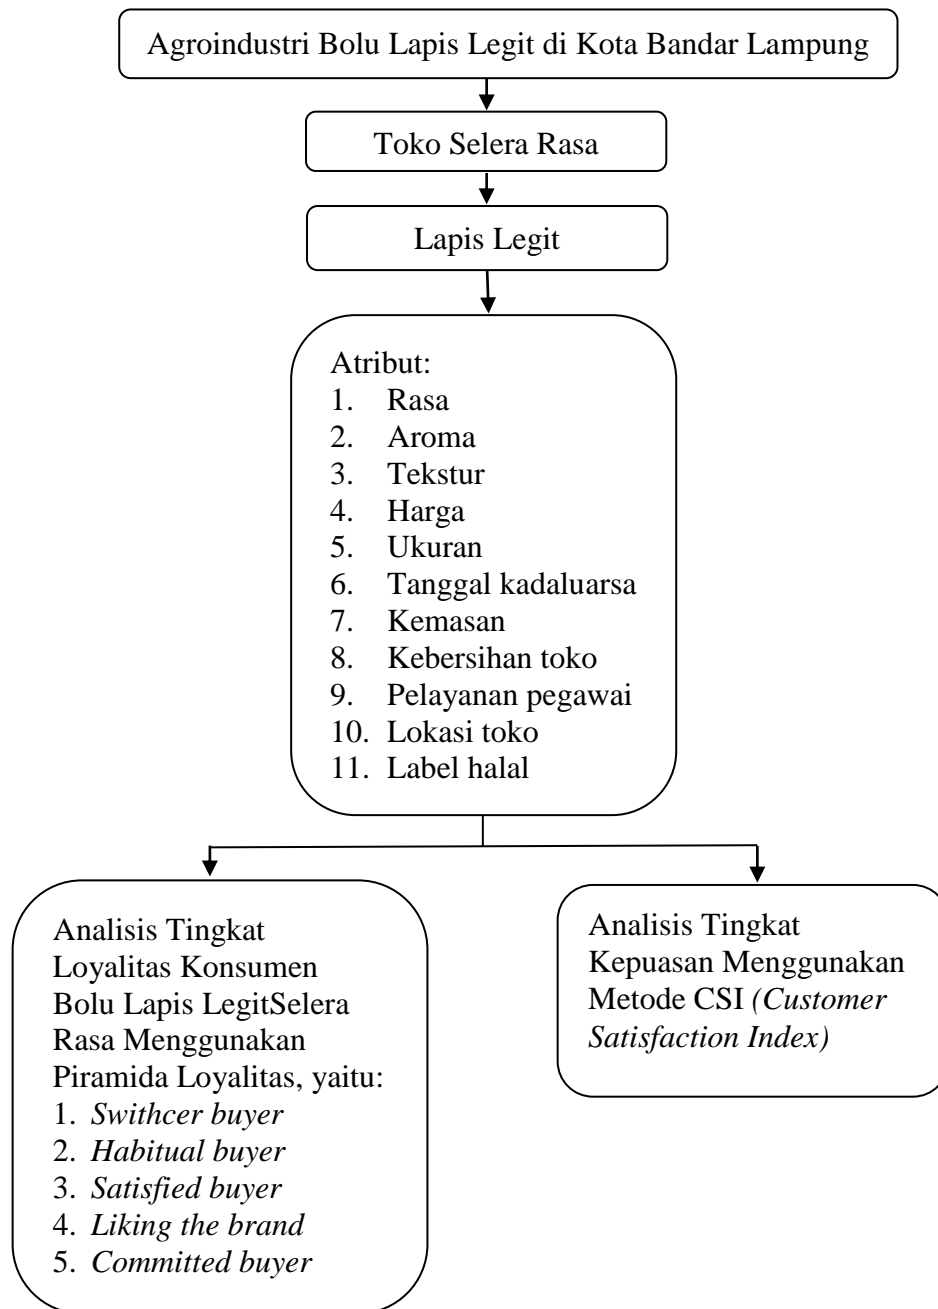 Agroindustri Bolu Lapis Legit di Kota Bandar Lampung
Toko Selera Rasa
Lapis Legit
Atribut:
1. Rasa
2. Aroma
3. Tekstur
4. Harga
5. Ukuran
6. Tanggal kadaluarsa
7. Kemasan
8. Kebersihan toko
9. Pelayanan pegawai
10. Lokasi toko
11. Label halal
Analisis Tingkat
Loyalitas Konsumen
Bolu Lapis LegitSelera
Rasa Menggunakan
Piramida Loyalitas, yaitu:
1. Swithcer buyer
2. Habitual buyer
3. Satisfied buyer
4. Liking the brand
5. Committed buyer
Analisis Tingkat
Kepuasan Menggunakan
Metode CSI (Customer
Satisfaction Index)